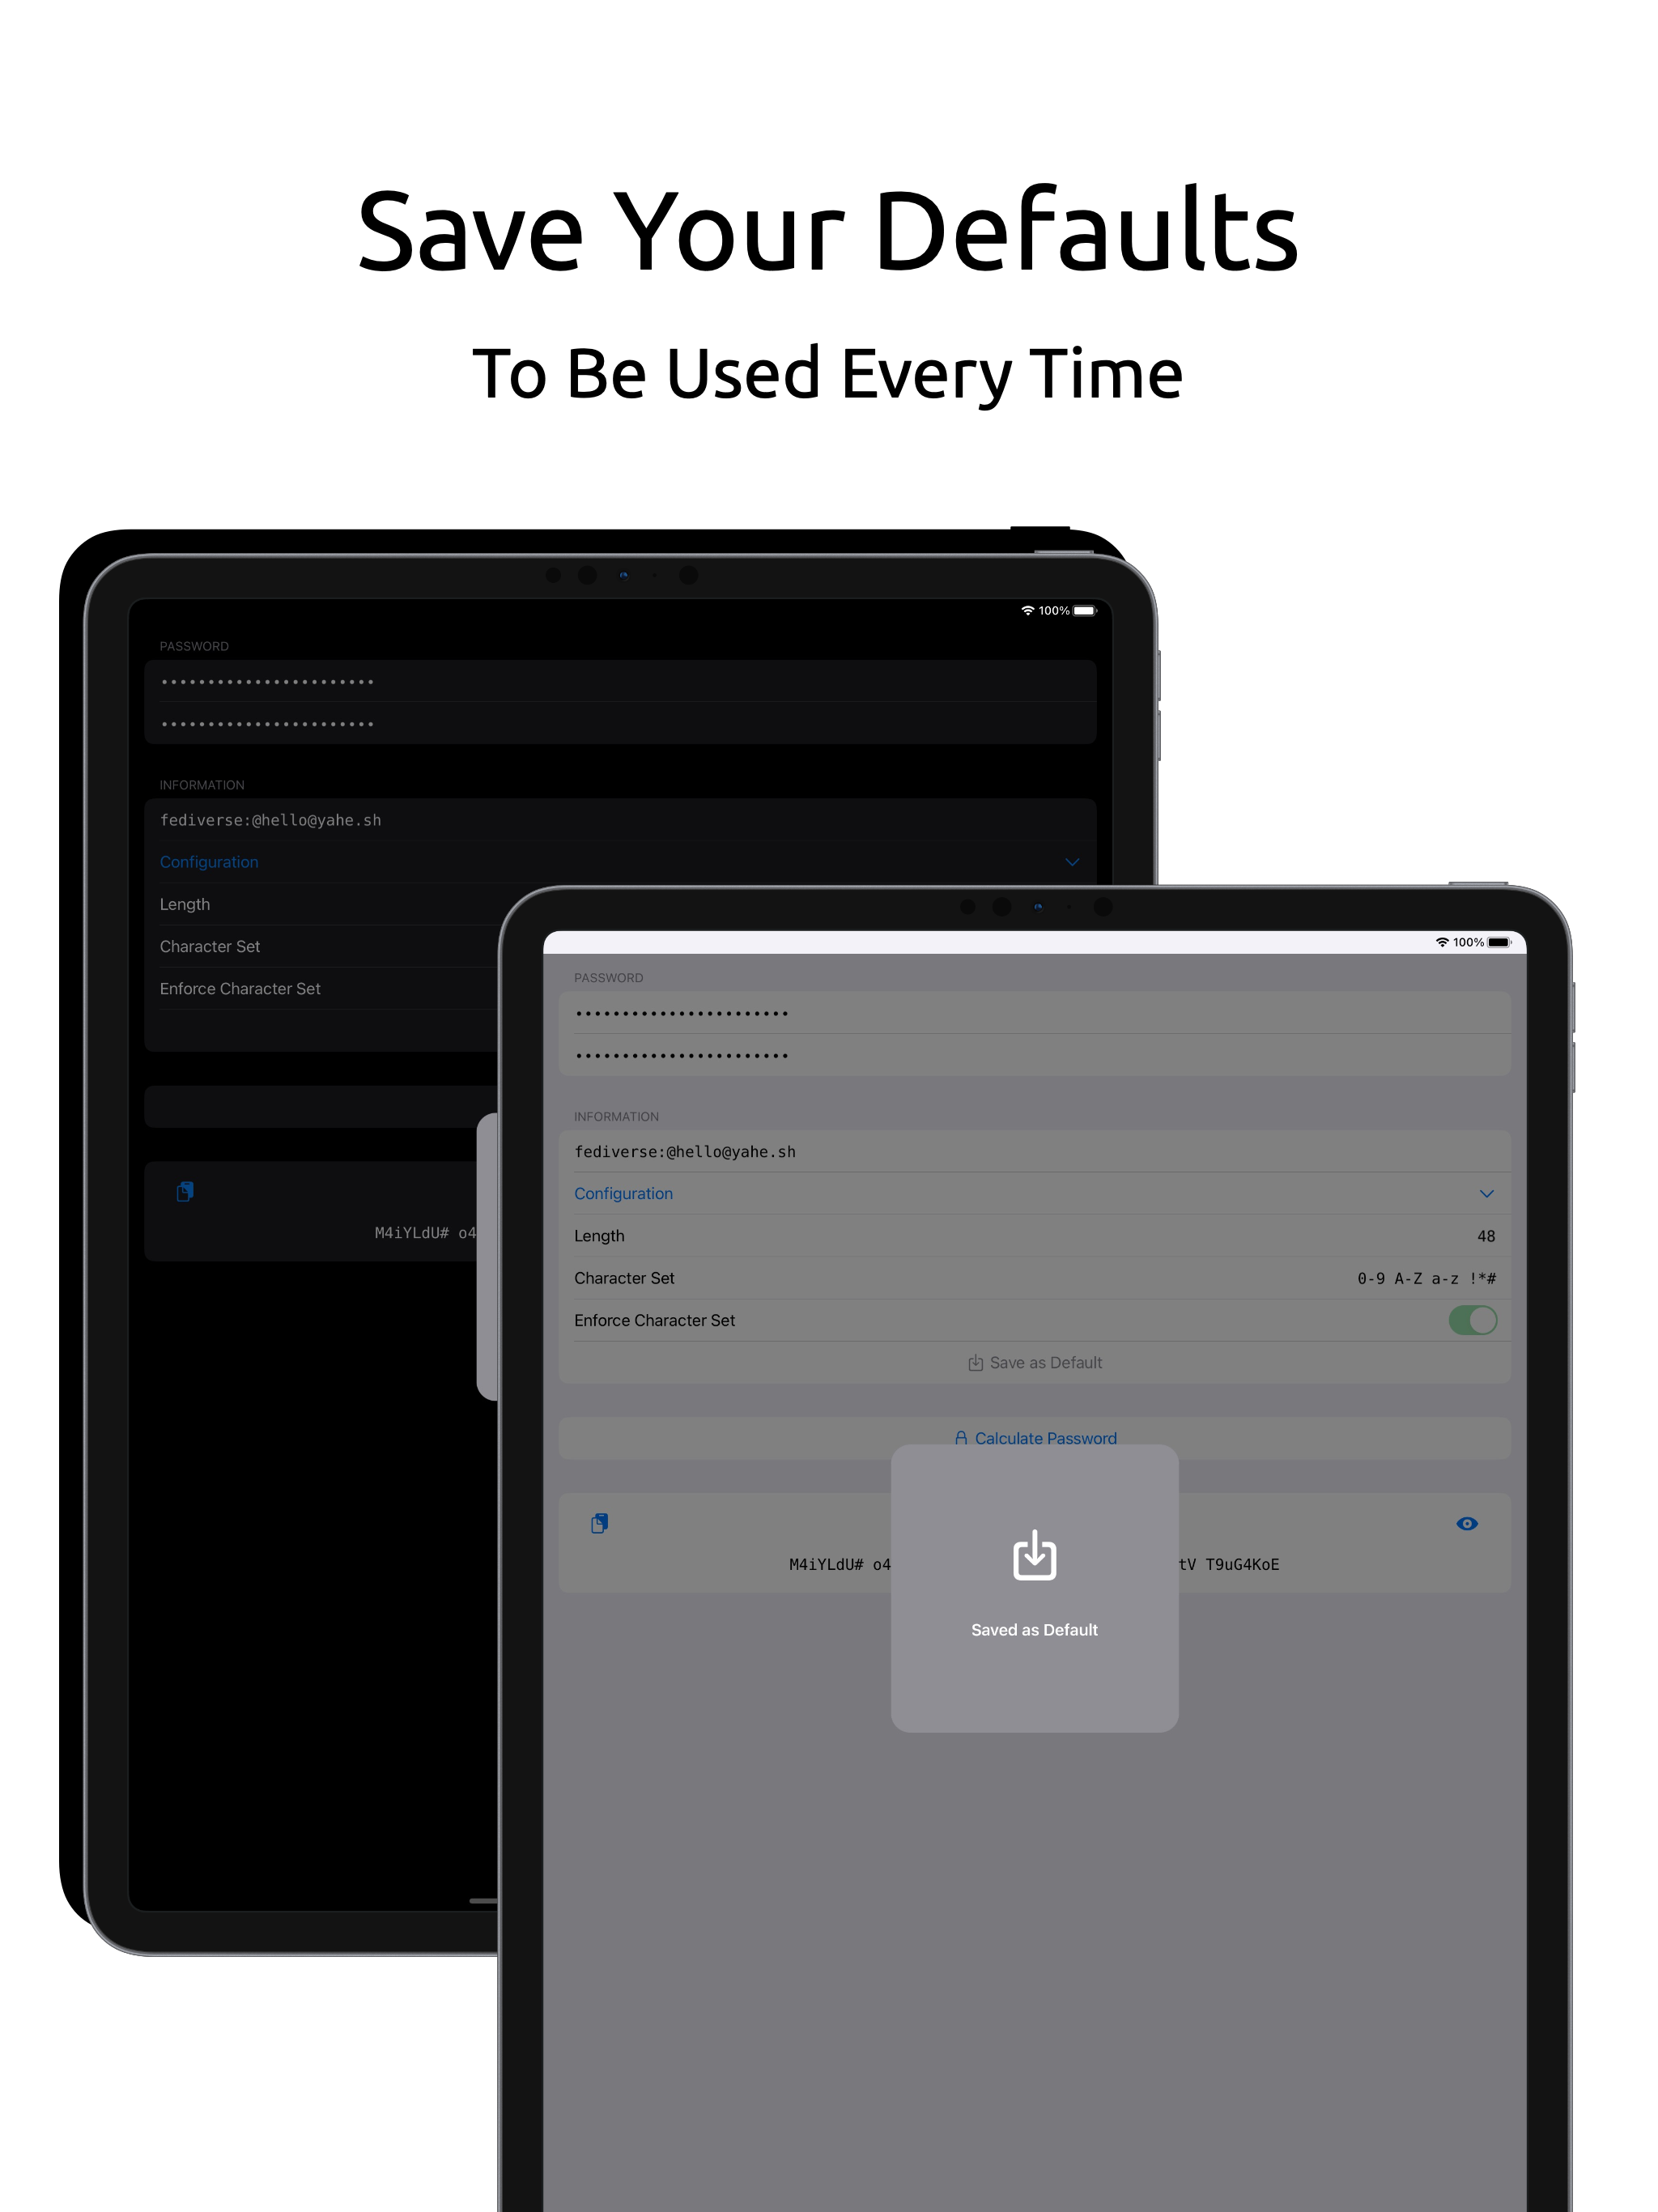 Save Your Defaults
To Be Used Every Time
100%
PASSWORD
••••••••••••••••••••••••
••••••••••••••••••••••••
INFORMATION
fediverse:@hello@yahe.sh
Configuration
Length
Character Set
Enforce Character Set
M4iYLdU# o4
100%
PASSWORD
••••••••••••••••••••••••
••••••••••••••••••••••••
INFORMATION
fediverse:@hello@yahe.sh
Configuration
Length 48
Character Set 0-9 A-Z a-z !*#
Enforce Character Set
Save as Default
Calculate Password
M4iYLdU# o4 tV T9uG4KoE
Saved as Default